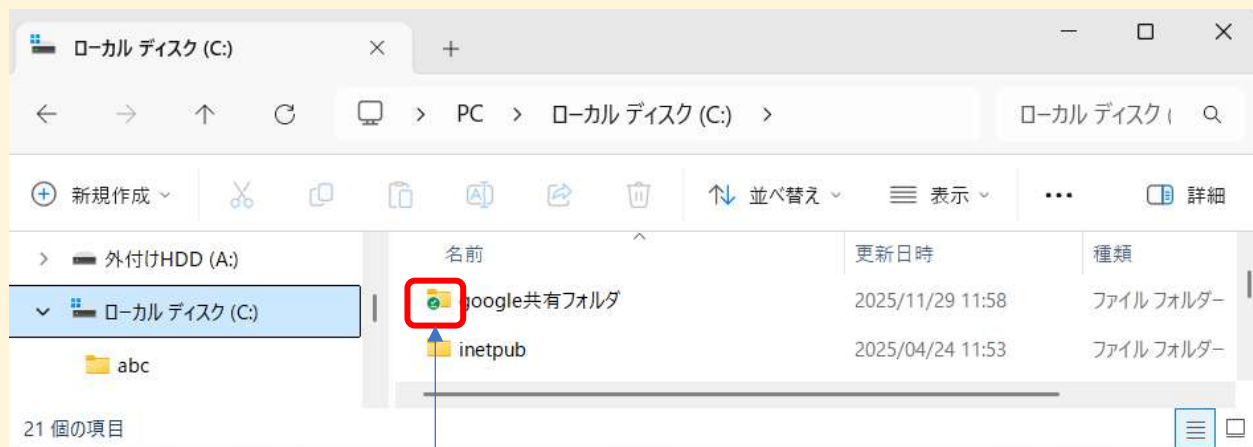 ローカル ディスク (C:)
PC > ローカル ディスク (C:) >
ローカル ディスク (
新規作成
並べ替え
表示
詳細
名前 更新日時 種類
外付けHDD (A:)
ローカル ディスク (C:)
abc
google共有フォルダ 2025/11/29 11:58 ファイル フォルダー
inetpub 2025/04/24 11:53 ファイル フォルダー
21 個の項目